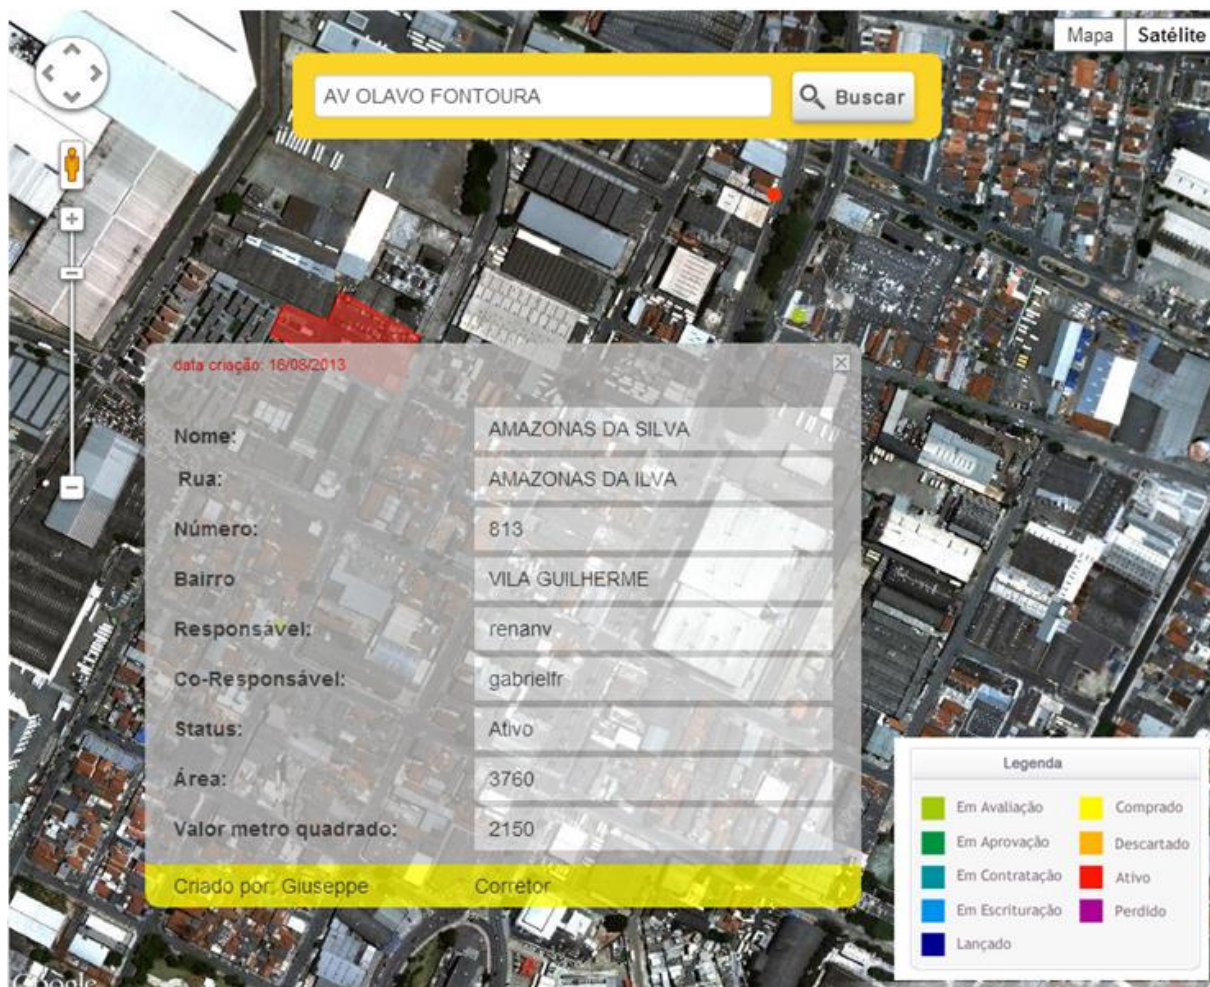 Mapa Satélite
AV OLAVO FONTOURA Buscar
data criação: 16/08/2013
Nome: AMAZONAS DA SILVA
Rua: AMAZONAS DA ILVA
Número: 813
Bairro VILA GUILHERME
Responsável: renanv
Co-Responsável: gabrielfr
Status: Ativo
Área: 3760
Valor metro quadrado: 2150
Criado por: Giuseppe Corretor
Legenda
Em Avaliação Comprado
Em Aprovação Descartado
Em Contratação Ativo
Em Escrituração Perdido
Lançado
Google